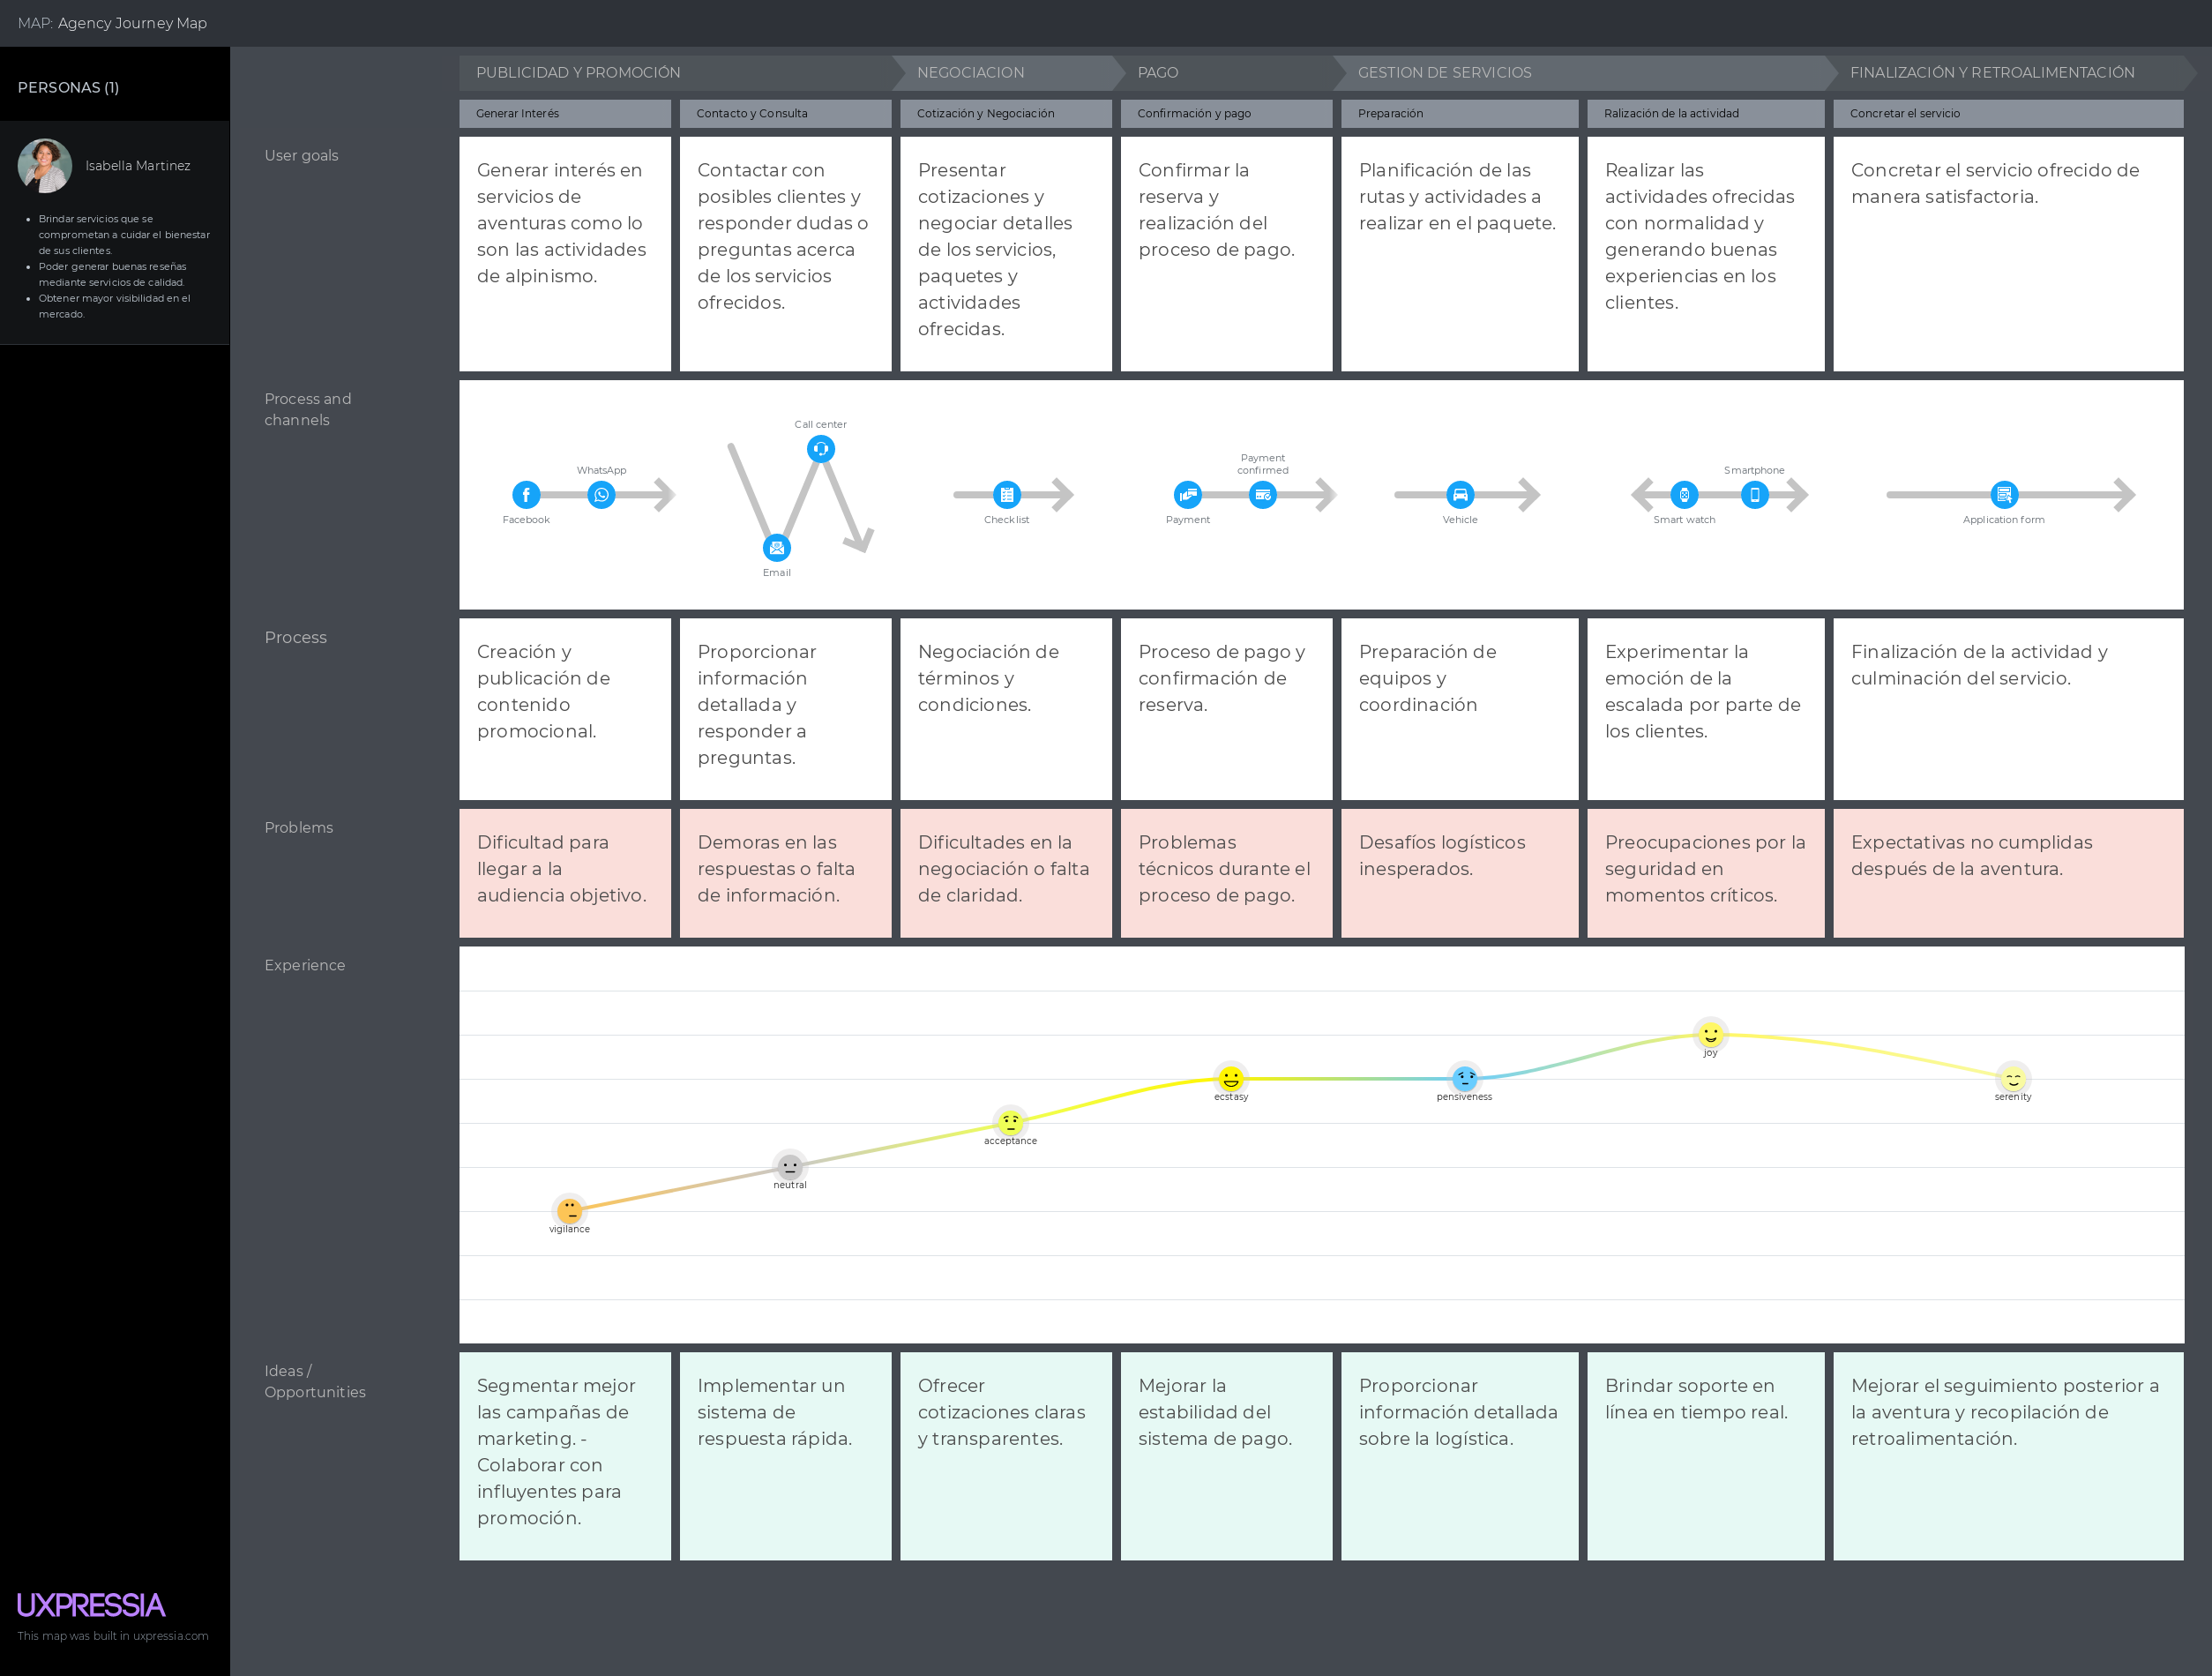 MAP: Agency Journey Map
PERSONAS (1)
Isabella Martinez
Brindar servicios que se
comprometan a cuidar el bienestar
de sus clientes.
Poder generar buenas reseñas
mediante servicios de calidad.
Obtener mayor visibilidad en el
mercado.
PUBLICIDAD Y PROMOCIÓN
NEGOCIACION
PAGO
GESTION DE SERVICIOS
FINALIZACIÓN Y RETROALIMENTACIÓN
Generar Interés
Contacto y Consulta
Cotización y Negociación
Confirmación y pago
Preparación
Ralización de la actividad
Concretar el servicio
User goals
Generar interés en
servicios de
aventuras como lo
son las actividades
de alpinismo.
Contactar con
posibles clientes y
responder dudas o
preguntas acerca
de los servicios
ofrecidos.
Presentar
cotizaciones y
negociar detalles
de los servicios,
paquetes y
actividades
ofrecidas.
Confirmar la
reserva y
realización del
proceso de pago.
Planificación de las
rutas y actividades a
realizar en el paquete.
Realizar las
actividades ofrecidas
con normalidad y
generando buenas
experiencias en los
clientes.
Concretar el servicio ofrecido de
manera satisfactoria.
Process and
channels
Facebook
WhatsApp
Email
Call center
Checklist
Payment
Payment
confirmed
Vehicle
Smart watch
Smartphone
Application form
Process
Creación y
publicación de
contenido
promocional.
Proporcionar
información
detallada y
responder a
preguntas.
Negociación de
términos y
condiciones.
Proceso de pago y
confirmación de
reserva.
Preparación de
equipos y
coordinación
Experimentar la
emoción de la
escalada por parte de
los clientes.
Finalización de la actividad y
culminación del servicio.
Problems
Dificultad para
llegar a la
audiencia objetivo.
Demoras en las
respuestas o falta
de información.
Dificultades en la
negociación o falta
de claridad.
Problemas
técnicos durante el
proceso de pago.
Desafíos logísticos
inesperados.
Preocupaciones por la
seguridad en
momentos críticos.
Expectativas no cumplidas
después de la aventura.
Experience
vigilance
neutral
acceptance
ecstasy
pensiveness
joy
serenity
Ideas /
Opportunities
Segmentar mejor
las campañas de
marketing. -
Colaborar con
influyentes para
promoción.
Implementar un
sistema de
respuesta rápida.
Ofrecer
cotizaciones claras
y transparentes.
Mejorar la
estabilidad del
sistema de pago.
Proporcionar
información detallada
sobre la logística.
Brindar soporte en
línea en tiempo real.
Mejorar el seguimiento posterior a
la aventura y recopilación de
retroalimentación.
UXPRESSIA
This map was built in uxpressia.com